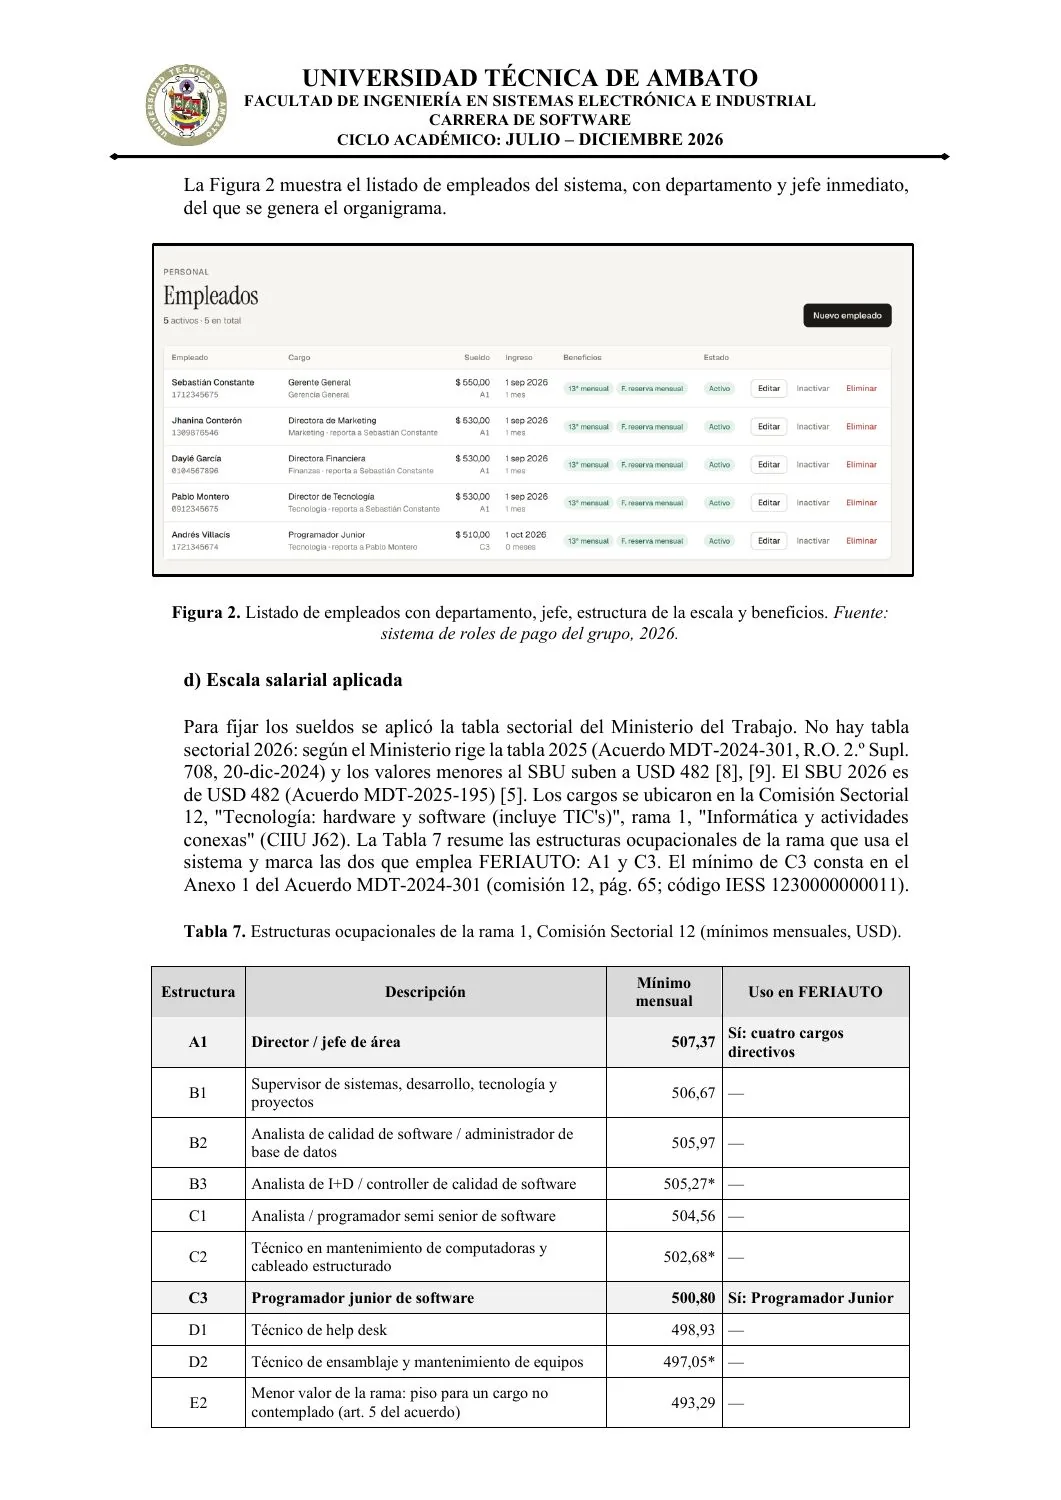 UNIVERSIDAD TÉCNICA DE AMBATO
FACULTAD DE INGENIERÍA EN SISTEMAS ELECTRÓNICA E INDUSTRIAL
CARRERA DE SOFTWARE
CICLO ACADÉMICO: JULIO – DICIEMBRE 2026
UNIVERSIDAD TÉCNICA DE AMBATO
La Figura 2 muestra el listado de empleados del sistema, con departamento y jefe inmediato,
del que se genera el organigrama.
PERSONAL
Empleados
5 activos · 5 en total
Nuevo empleado
Empleado Cargo Sueldo Ingreso Beneficios Estado
Sebastián Constante Gerente General $ 550,00 1 sep 2026 13° mensual F. reserva mensual Activo Editar Inactivar Eliminar
1712345675 Gerencia General A1 1 mes
Jhanina Conterón Directora de Marketing $ 530,00 1 sep 2026 13° mensual F. reserva mensual Activo Editar Inactivar Eliminar
1309876546 Marketing · reporta a Sebastián Constante A1 1 mes
Daylé García Directora Financiera $ 530,00 1 sep 2026 13° mensual F. reserva mensual Activo Editar Inactivar Eliminar
0104567896 Finanzas · reporta a Sebastián Constante A1 1 mes
Pablo Montero Director de Tecnología $ 530,00 1 sep 2026 13° mensual F. reserva mensual Activo Editar Inactivar Eliminar
0912345675 Tecnología · reporta a Sebastián Constante A1 1 mes
Andrés Villacís Programador Junior $ 510,00 1 oct 2026 13° mensual F. reserva mensual Activo Editar Inactivar Eliminar
1721234567​4 Tecnología · reporta a Pablo Montero C3 0 meses
Figura 2. Listado de empleados con departamento, jefe, estructura de la escala y beneficios. Fuente:
sistema de roles de pago del grupo, 2026.
d) Escala salarial aplicada
Para fijar los sueldos se aplicó la tabla sectorial del Ministerio del Trabajo. No hay tabla
sectorial 2026: según el Ministerio rige la tabla 2025 (Acuerdo MDT-2024-301, R.O. 2.º Supl.
708, 20-dic-2024) y los valores menores al SBU suben a USD 482 [8], [9]. El SBU 2026 es
de USD 482 (Acuerdo MDT-2025-195) [5]. Los cargos se ubicaron en la Comisión Sectorial
12, "Tecnología: hardware y software (incluye TIC's)", rama 1, "Informática y actividades
conexas" (CIIU J62). La Tabla 7 resume las estructuras ocupacionales de la rama que usa el
sistema y marca las dos que emplea FERIAUTO: A1 y C3. El mínimo de C3 consta en el
Anexo 1 del Acuerdo MDT-2024-301 (comisión 12, pág. 65; código IESS 1230000000011).
Tabla 7. Estructuras ocupacionales de la rama 1, Comisión Sectorial 12 (mínimos mensuales, USD).
Estructura Descripción Mínimo mensual Uso en FERIAUTO
A1 Director / jefe de área 507,37 Sí: cuatro cargos directivos
B1 Supervisor de sistemas, desarrollo, tecnología y proyectos 506,67 —
B2 Analista de calidad de software / administrador de base de datos 505,97 —
B3 Analista de I+D / controller de calidad de software 505,27* —
C1 Analista / programador semi senior de software 504,56 —
C2 Técnico en mantenimiento de computadoras y cableado estructurado 502,68* —
C3 Programador junior de software 500,80 Sí: Programador Junior
D1 Técnico de help desk 498,93 —
D2 Técnico de ensamblaje y mantenimiento de equipos 497,05* —
E2 Menor valor de la rama: piso para un cargo no contemplado (art. 5 del acuerdo) 493,29 —